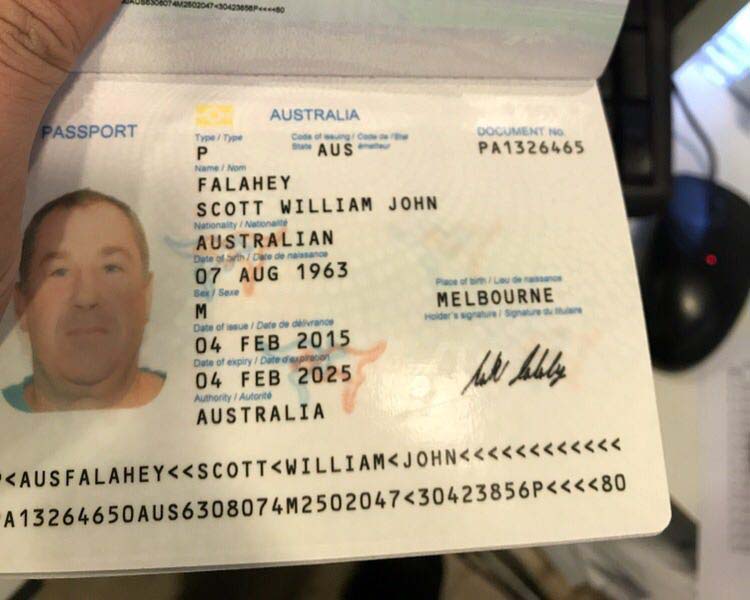 AUS6308074M2502047<30423856P<<<<80
PASSPORT
AUSTRALIA
Type / Type
Code of issuing / Code de l'État
State émetteur
DOCUMENT No.
P
AUS
PA1326465
Name / Nom
FALAHEY
SCOTT WILLIAM JOHN
Nationality / Nationalité
AUSTRALIAN
Date of birth / Date de naissance
07 AUG 1963
Sex / Sexe
Place of birth / Lieu de naissance
M
MELBOURNE
Holder's signature / Signature du titulaire
Date of issue / Date de délivrance
04 FEB 2015
Date of expiry / Date d'expiration
04 FEB 2025
Authority / Autorité
AUSTRALIA
<AUSFALAHEY<<SCOTT<WILLIAM<JOHN<<<<<<<<<<<<
A13264650AUS6308074M2502047<30423856P<<<<80